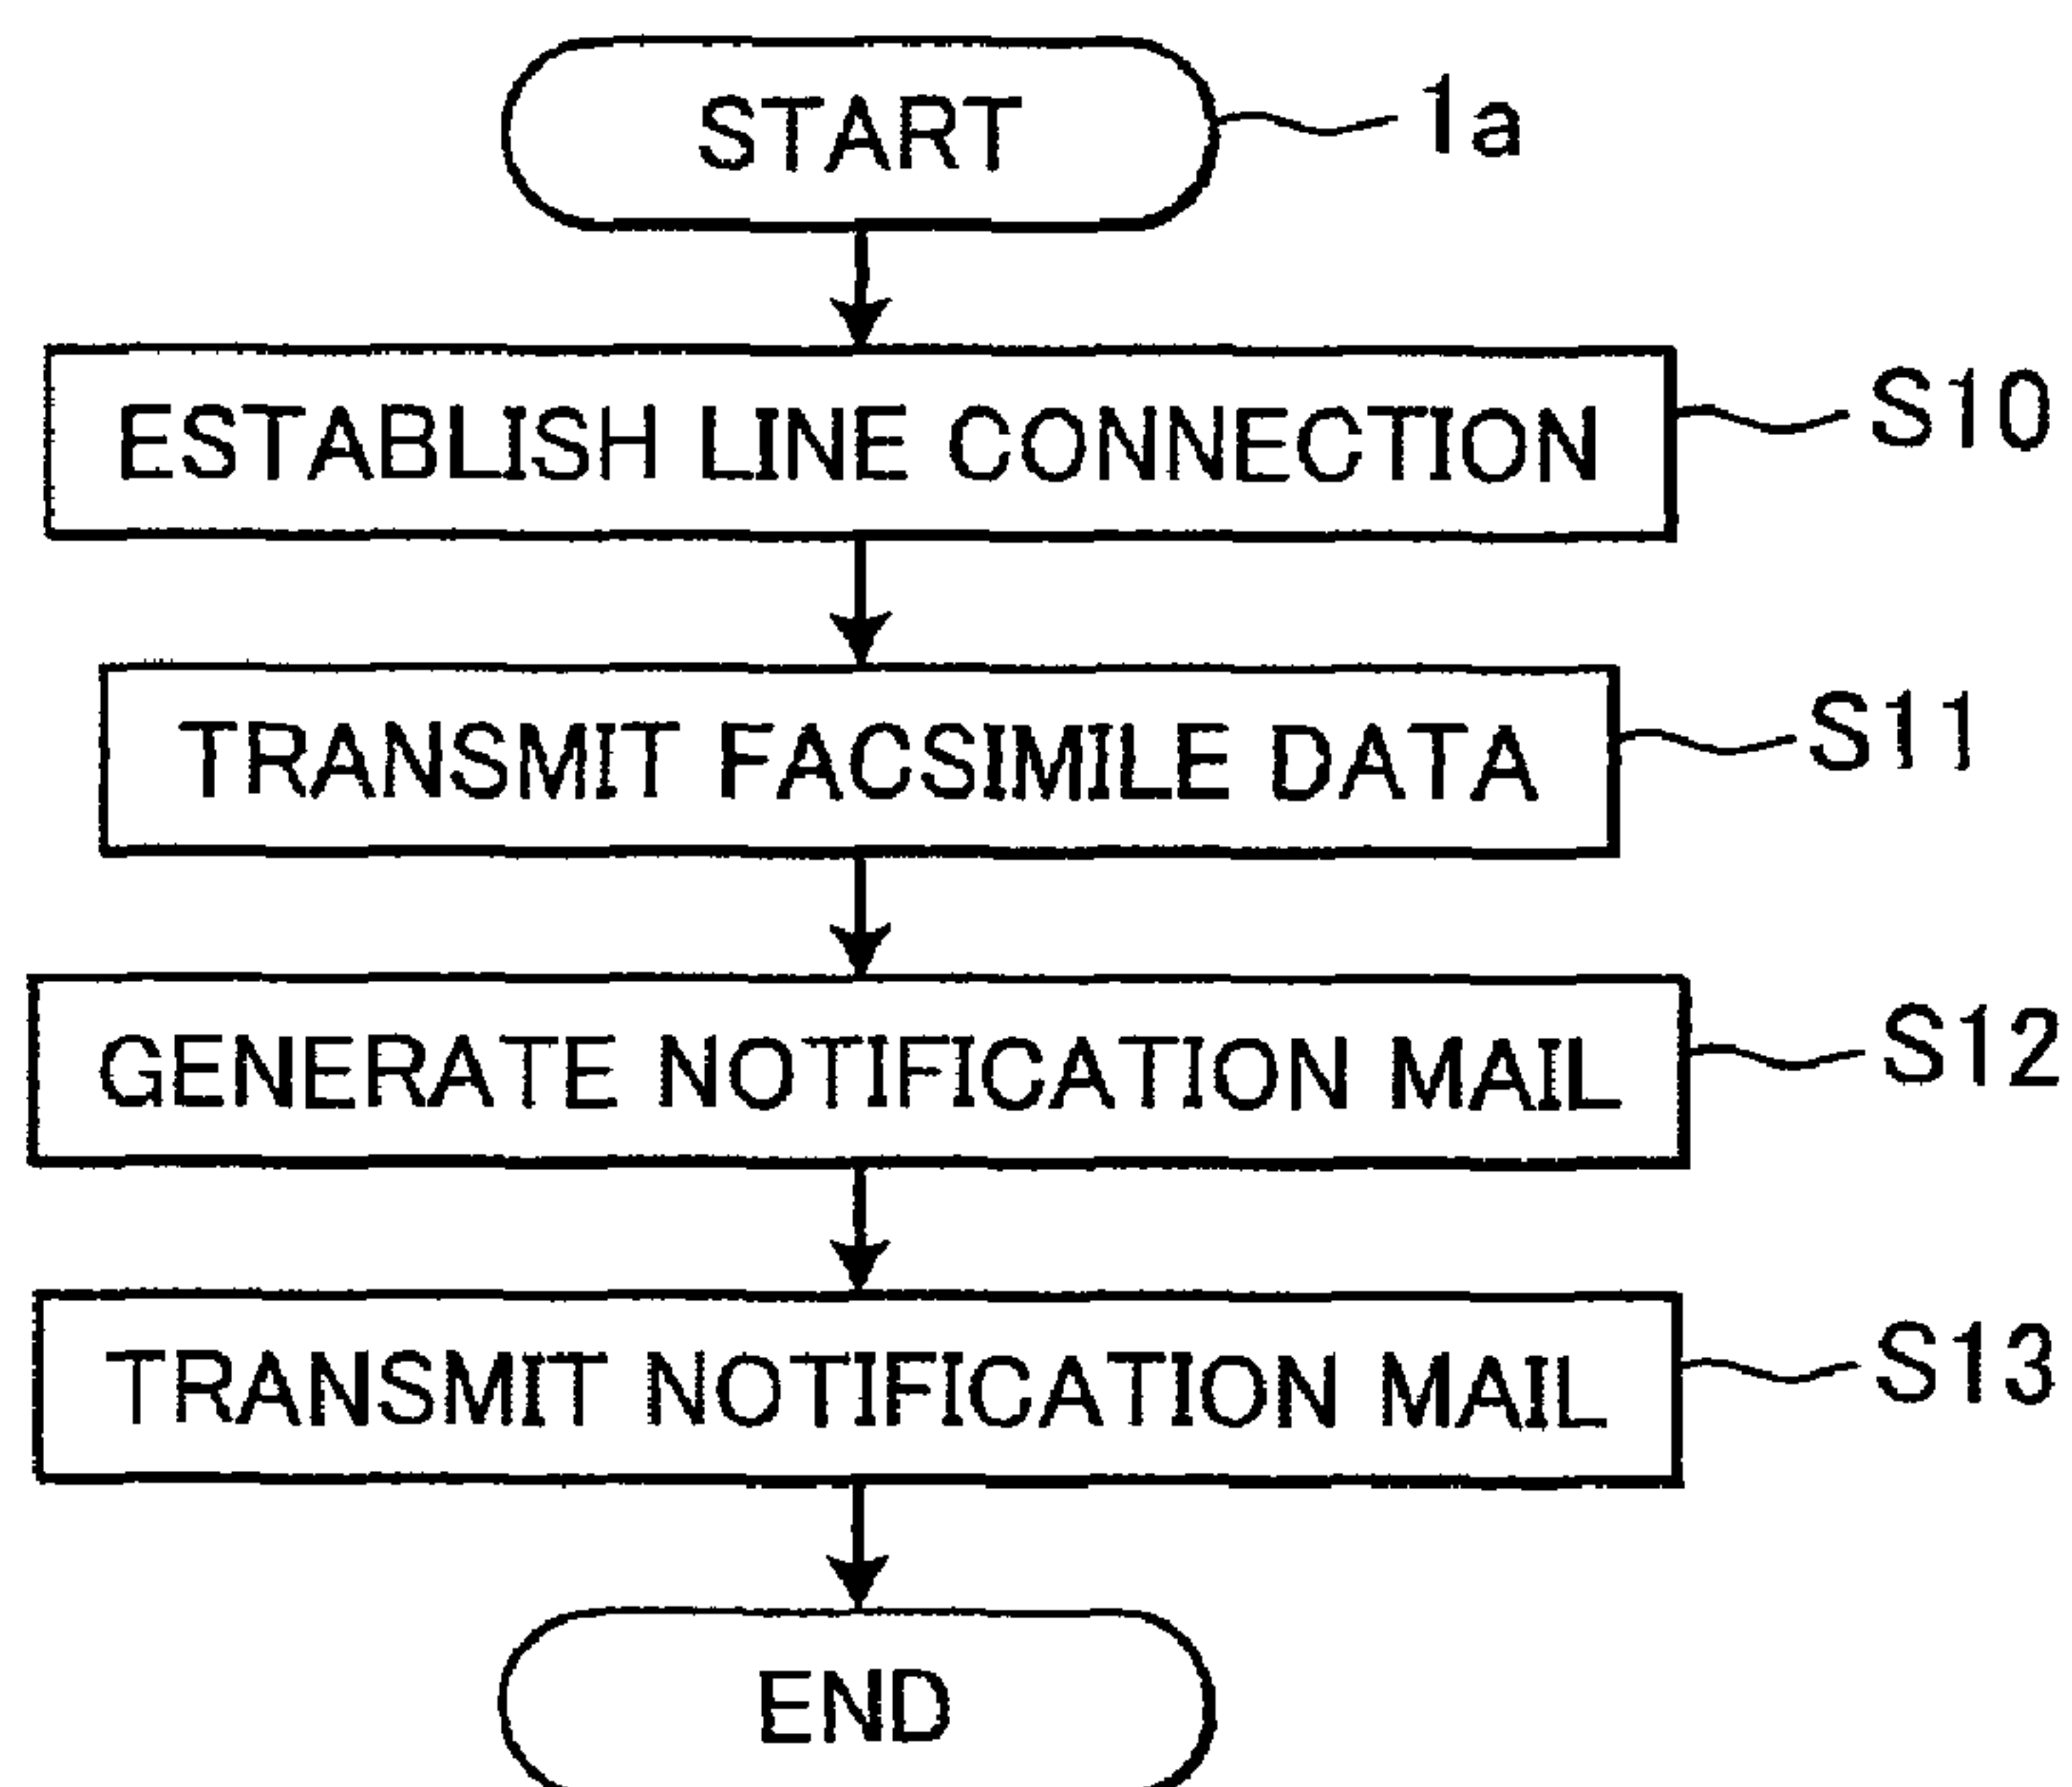 START 1a
ESTABLISH LINE CONNECTION S10
TRANSMIT FACSIMILE DATA S11
GENERATE NOTIFICATION MAIL S12
TRANSMIT NOTIFICATION MAIL S13
END